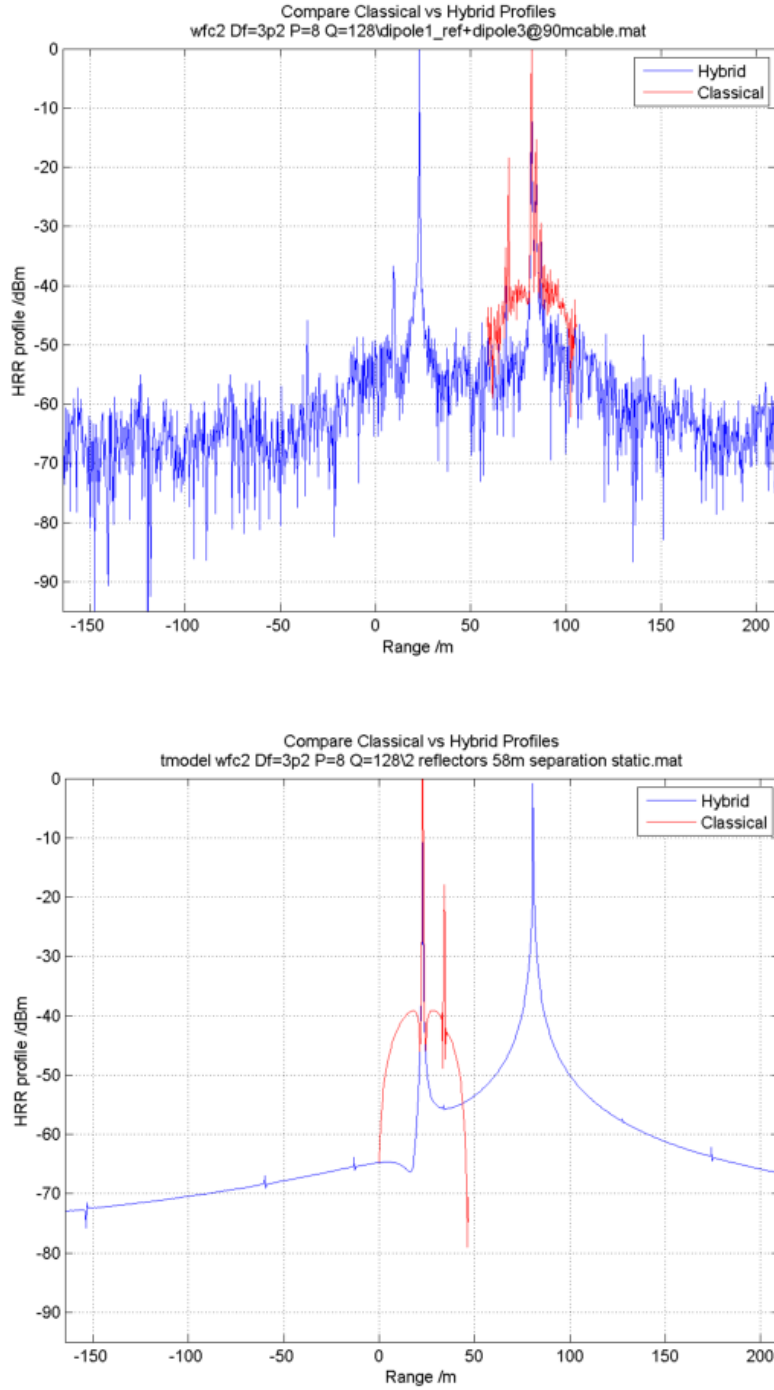 Compare Classical vs Hybrid Profiles
wfc2 Df=3p2 P=8 Q=128\dipole1_ref+dipole3@90mcable.mat
Hybrid
Classical
0
-10
-20
-30
-40
-50
-60
-70
-80
-90
HRR profile /dBm
-150 -100 -50 0 50 100 150 200
Range /m
Compare Classical vs Hybrid Profiles
tmodel wfc2 Df=3p2 P=8 Q=128\2 reflectors 58m separation static.mat
Hybrid
Classical
0
-10
-20
-30
-40
-50
-60
-70
-80
-90
HRR profile /dBm
-150 -100 -50 0 50 100 150 200
Range /m